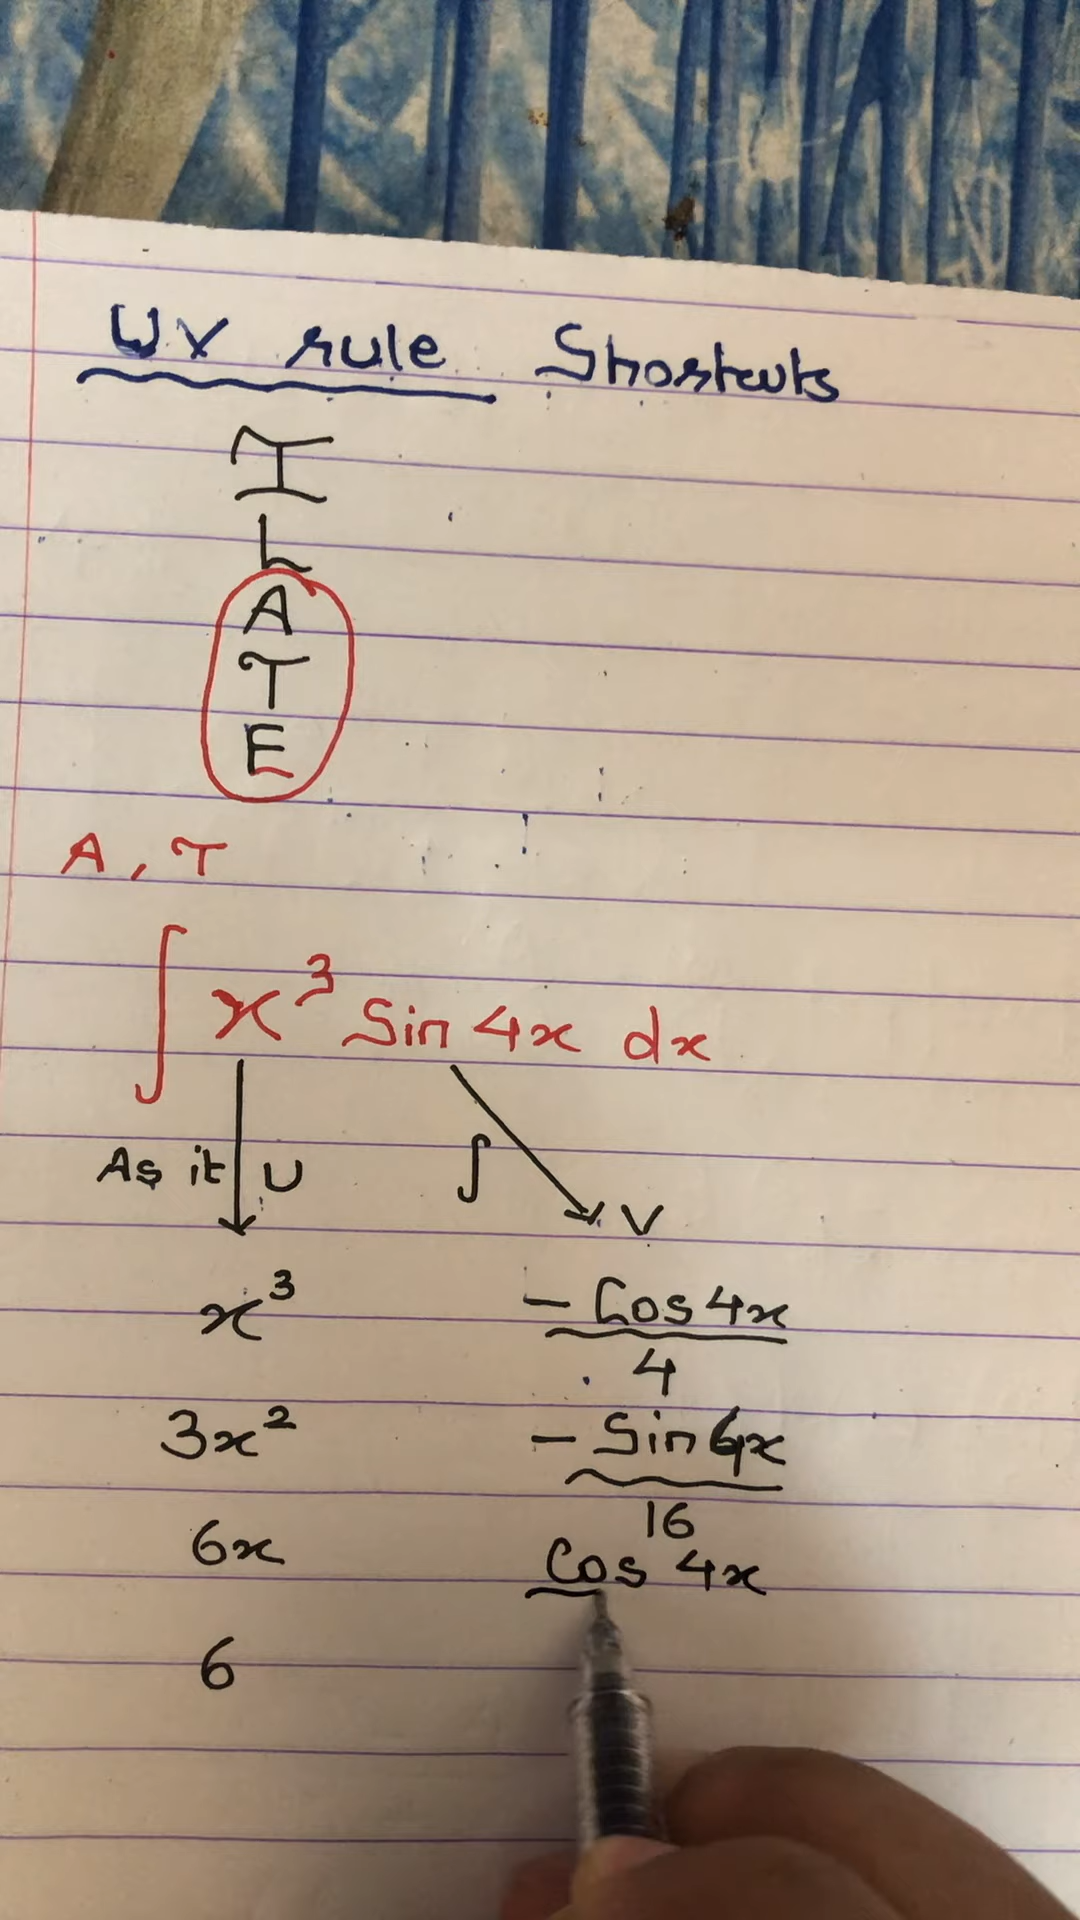 UV rule Shortcuts
I
L
A
T
E
A, T
∫ x³ Sin 4x dx
As it U ∫ V
x³ - Cos 4x / 4
3x² - Sin 4x / 16
6x Cos 4x
6